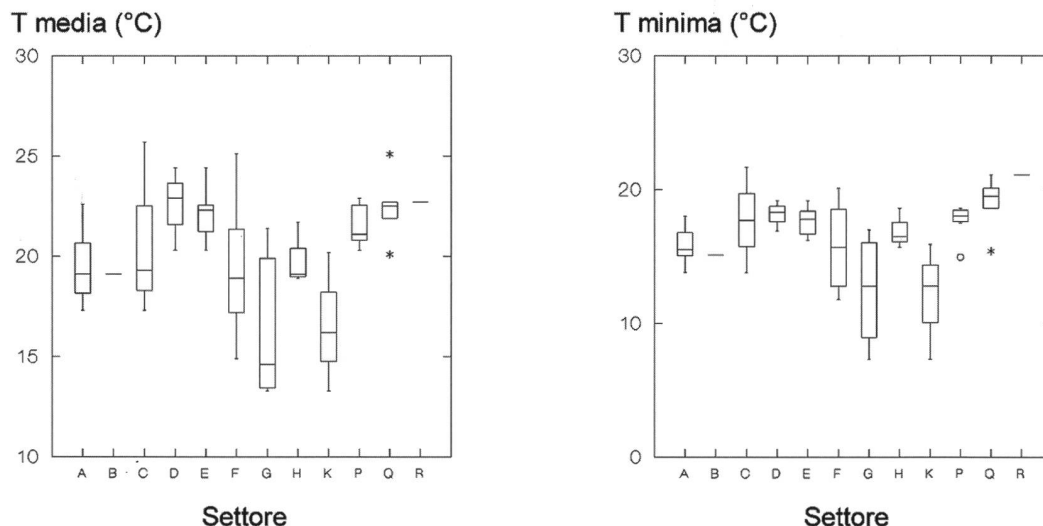 T media (°C)
30
25
20
15
10
A B C D E F G H K P Q R
Settore
T minima (°C)
30
20
10
0
A B C D E F G H K P Q R
Settore